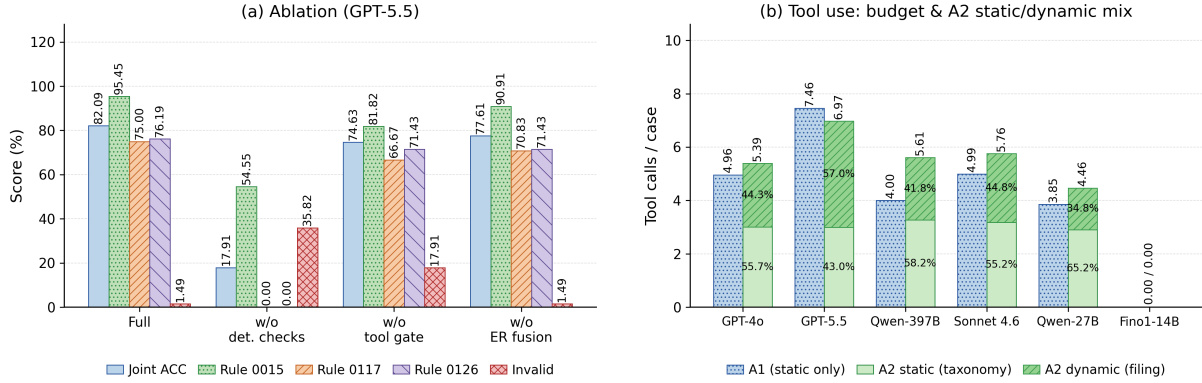 (a) Ablation (GPT-5.5)
Score (%)
120
100
80
60
40
20
0
82.09
95.45
75.00
76.19
1.49
17.91
54.55
0.00
0.00
35.82
74.63
81.82
66.67
71.43
17.91
77.61
90.91
70.83
71.43
1.49
Full
w/o
det. checks
w/o
tool gate
w/o
ER fusion
Joint ACC
Rule 0015
Rule 0117
Rule 0126
Invalid
(b) Tool use: budget & A2 static/dynamic mix
Tool calls / case
10
8
6
4
2
0
4.96
5.39
44.3%
55.7%
7.46
6.97
57.0%
43.0%
4.00
5.61
41.8%
58.2%
4.99
5.76
44.8%
55.2%
3.85
4.46
34.8%
65.2%
0.00 / 0.00
GPT-4o
GPT-5.5
Qwen-397B
Sonnet 4.6
Qwen-27B
Fino1-14B
A1 (static only)
A2 static (taxonomy)
A2 dynamic (filing)